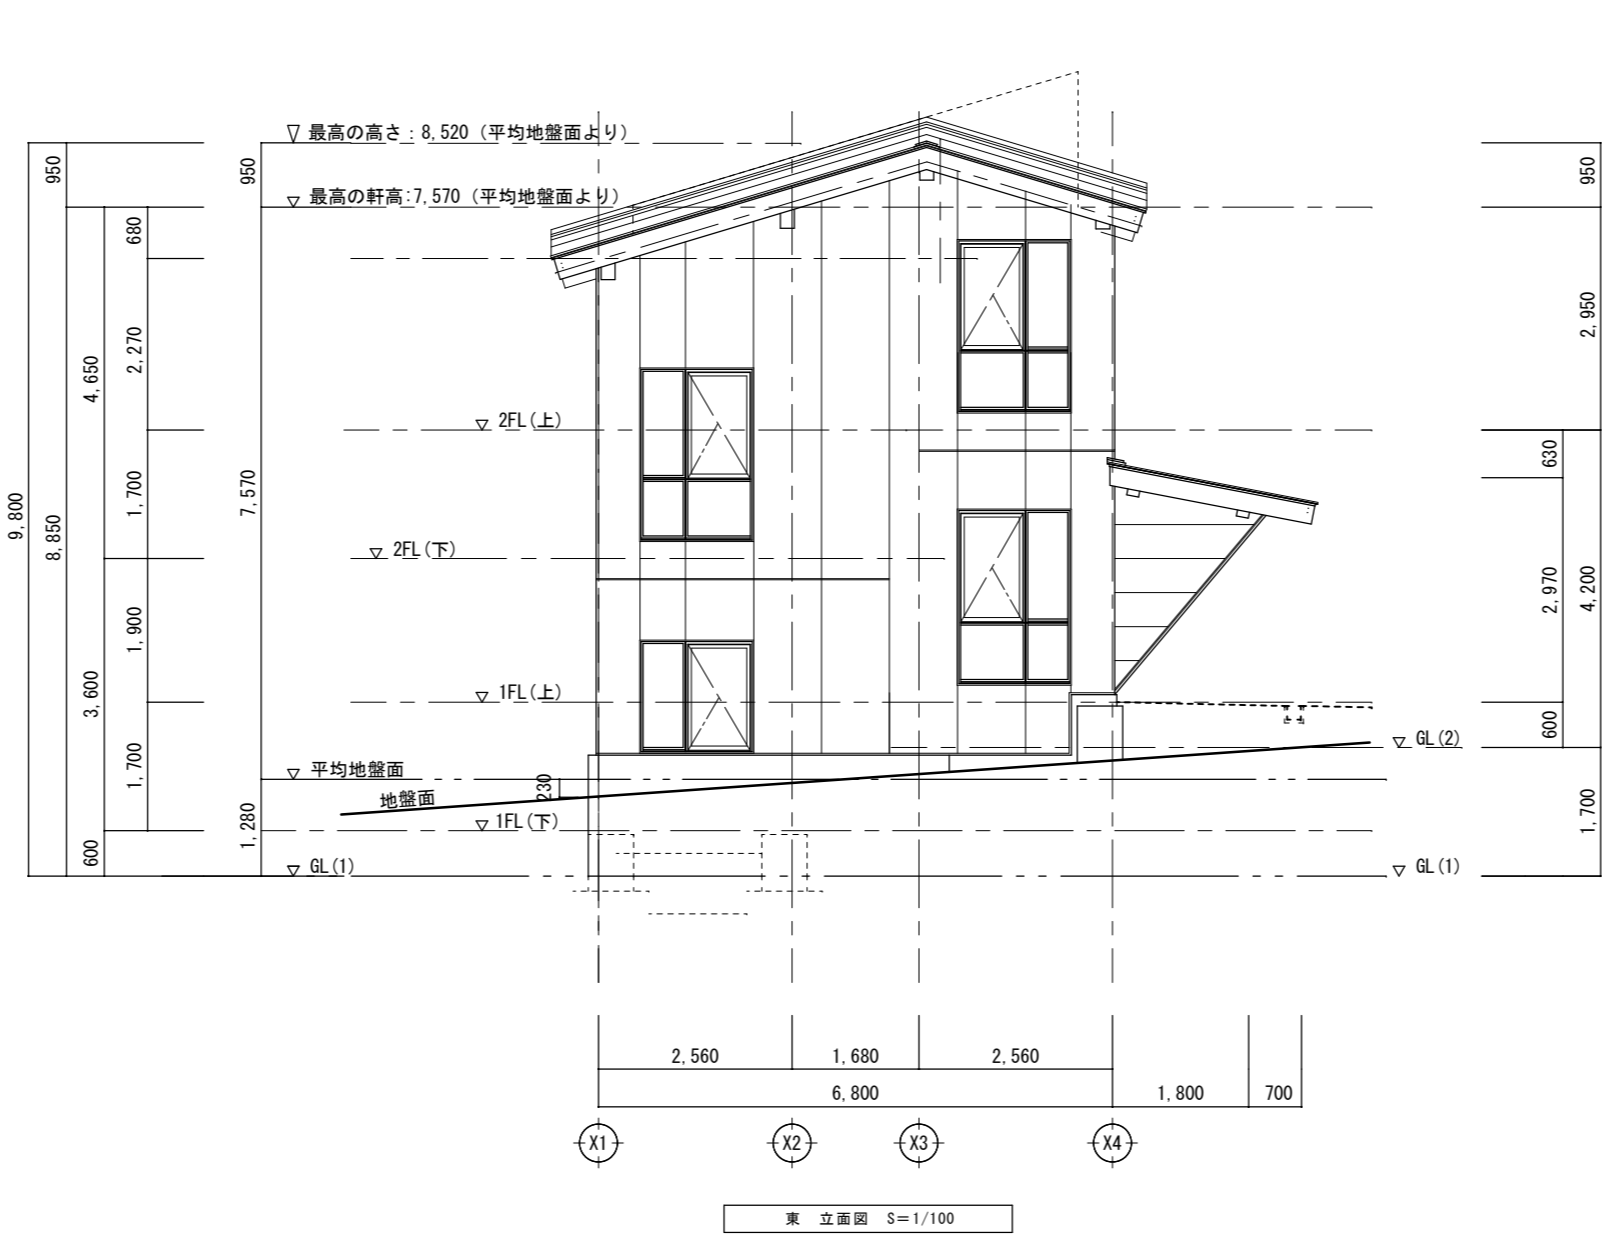 最高の高さ：8,520（平均地盤面より）
最高の軒高:7,570（平均地盤面より）
950
950
950
680
2,270
2,950
4,650
2FL(上)
630
1,700
7,570
9,800
8,850
2FL(下)
1,900
2,970
4,200
3,600
1FL(上)
600
GL(2)
1,700
平均地盤面
地盤面
230
1,280
1FL(下)
1,700
600
GL(1)
GL(1)
2,560
1,680
2,560
6,800
1,800
700
X1
X2
X3
X4
東　立面図　S＝1/100